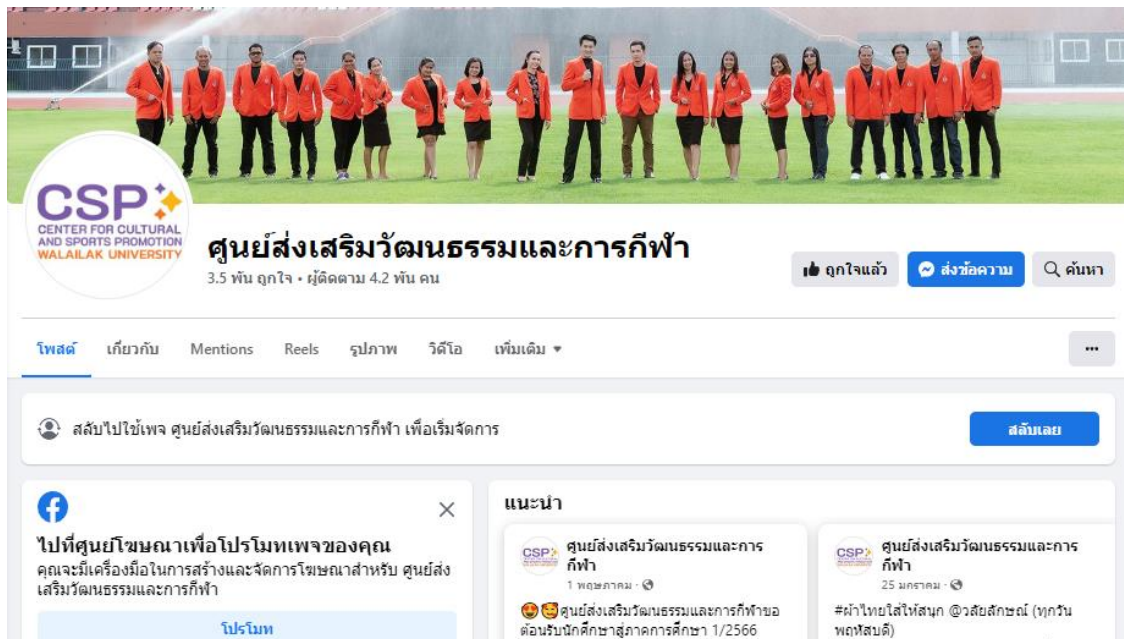 CSP
CENTER FOR CULTURAL
AND SPORTS PROMOTION
WALAILAK UNIVERSITY
ศูนย์ส่งเสริมวัฒนธรรมและการกีฬา
3.5 พัน ถูกใจ • ผู้ติดตาม 4.2 พัน คน
ถูกใจแล้ว ส่งข้อความ ค้นหา
โพสต์ เกี่ยวกับ Mentions Reels รูปภาพ วิดีโอ เพิ่มเติม
สลับไปใช้เพจ ศูนย์ส่งเสริมวัฒนธรรมและการกีฬา เพื่อเริ่มจัดการ
สลับเลย
ไปที่ศูนย์โฆษณาเพื่อโปรโมทเพจของคุณ
คุณจะมีเครื่องมือในการสร้างและจัดการโฆษณาสำหรับ ศูนย์ส่ง
เสริมวัฒนธรรมและการกีฬา
โปรโมท
แนะนำ
CSP
ศูนย์ส่งเสริมวัฒนธรรมและการ
กีฬา
1 พฤษภาคม ·
😍🥰ศูนย์ส่งเสริมวัฒนธรรมและการกีฬาขอ
ต้อนรับนักศึกษาสู่ภาคการศึกษา 1/2566
CSP
ศูนย์ส่งเสริมวัฒนธรรมและการ
กีฬา
25 มกราคม ·
#ผ้าไทยใส่ให้สนุก @วลัยลักษณ์ (ทุกวัน
พฤหัสบดี)